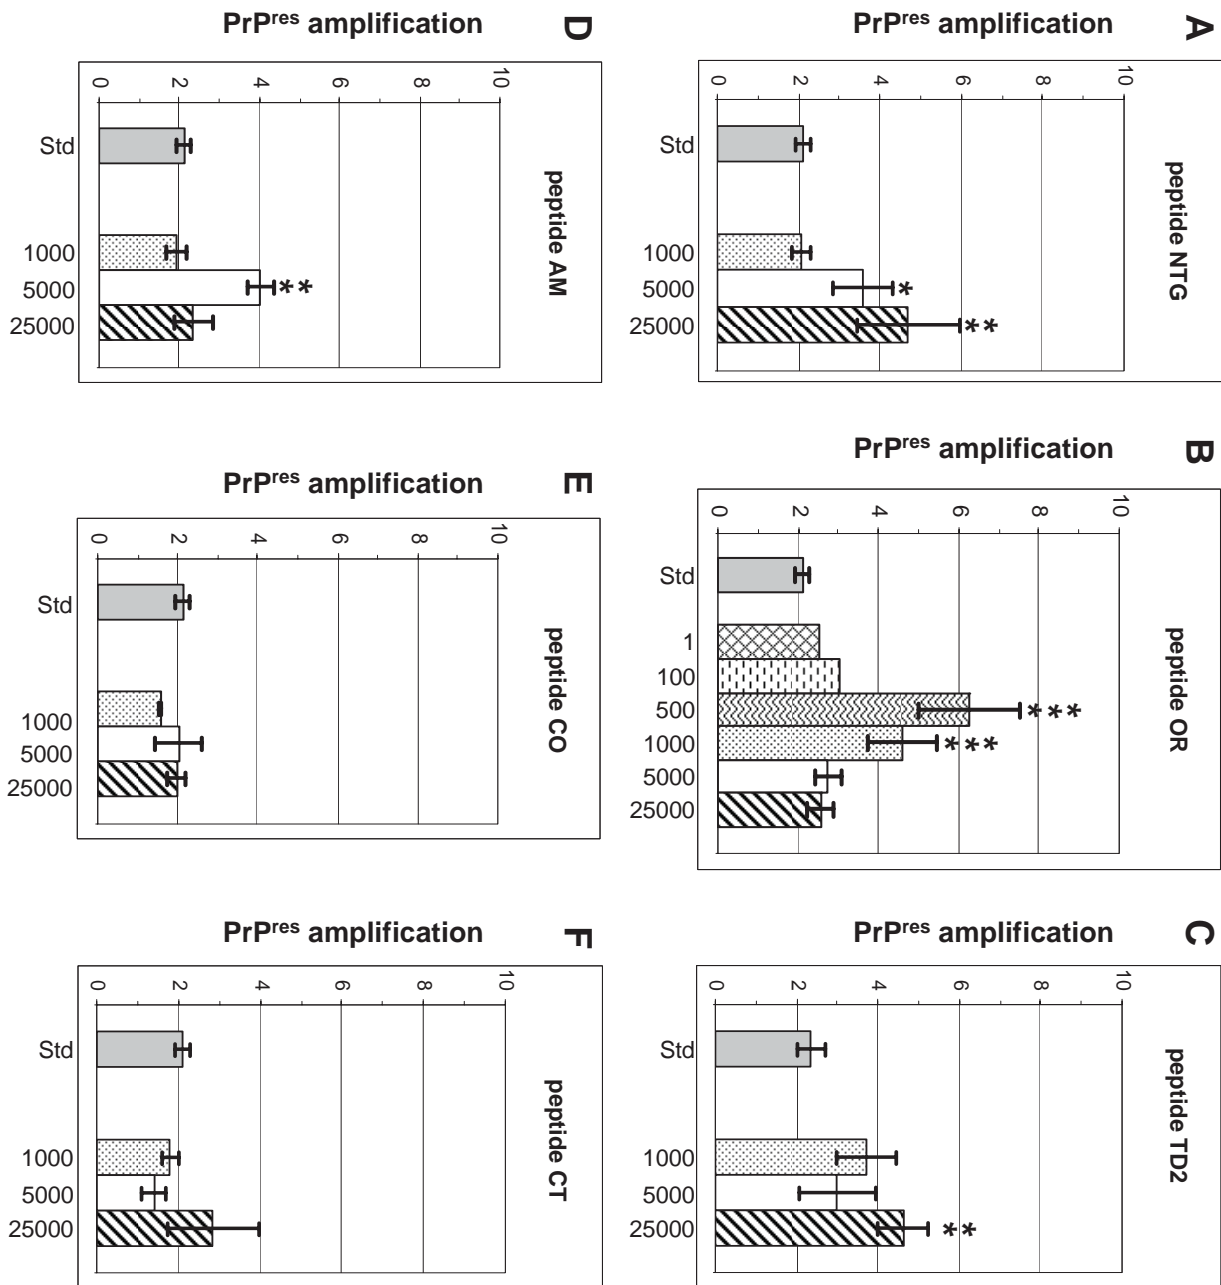 A
peptide NTG
PrPres amplification
10
8
6
4
2
0
*
**
Std
1000
5000
25000
B
peptide OR
PrPres amplification
10
8
6
4
2
0
***
***
Std
1
100
500
1000
5000
25000
C
peptide TD2
PrPres amplification
10
8
6
4
2
0
**
Std
1000
5000
25000
D
peptide AM
PrPres amplification
10
8
6
4
2
0
**
Std
1000
5000
25000
E
peptide CO
PrPres amplification
10
8
6
4
2
0
Std
1000
5000
25000
F
peptide CT
PrPres amplification
10
8
6
4
2
0
Std
1000
5000
25000